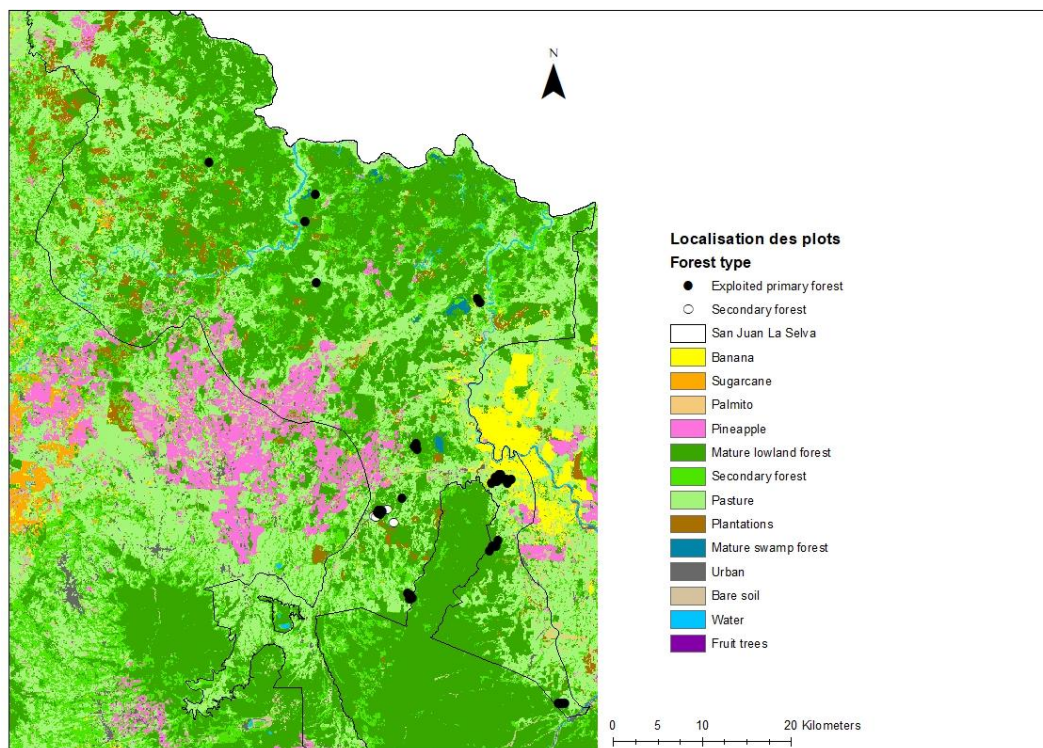 N
Localisation des plots
Forest type
Exploited primary forest
Secondary forest
San Juan La Selva
Banana
Sugarcane
Palmito
Pineapple
Mature lowland forest
Secondary forest
Pasture
Plantations
Mature swamp forest
Urban
Bare soil
Water
Fruit trees
0 5 10 20 Kilometers